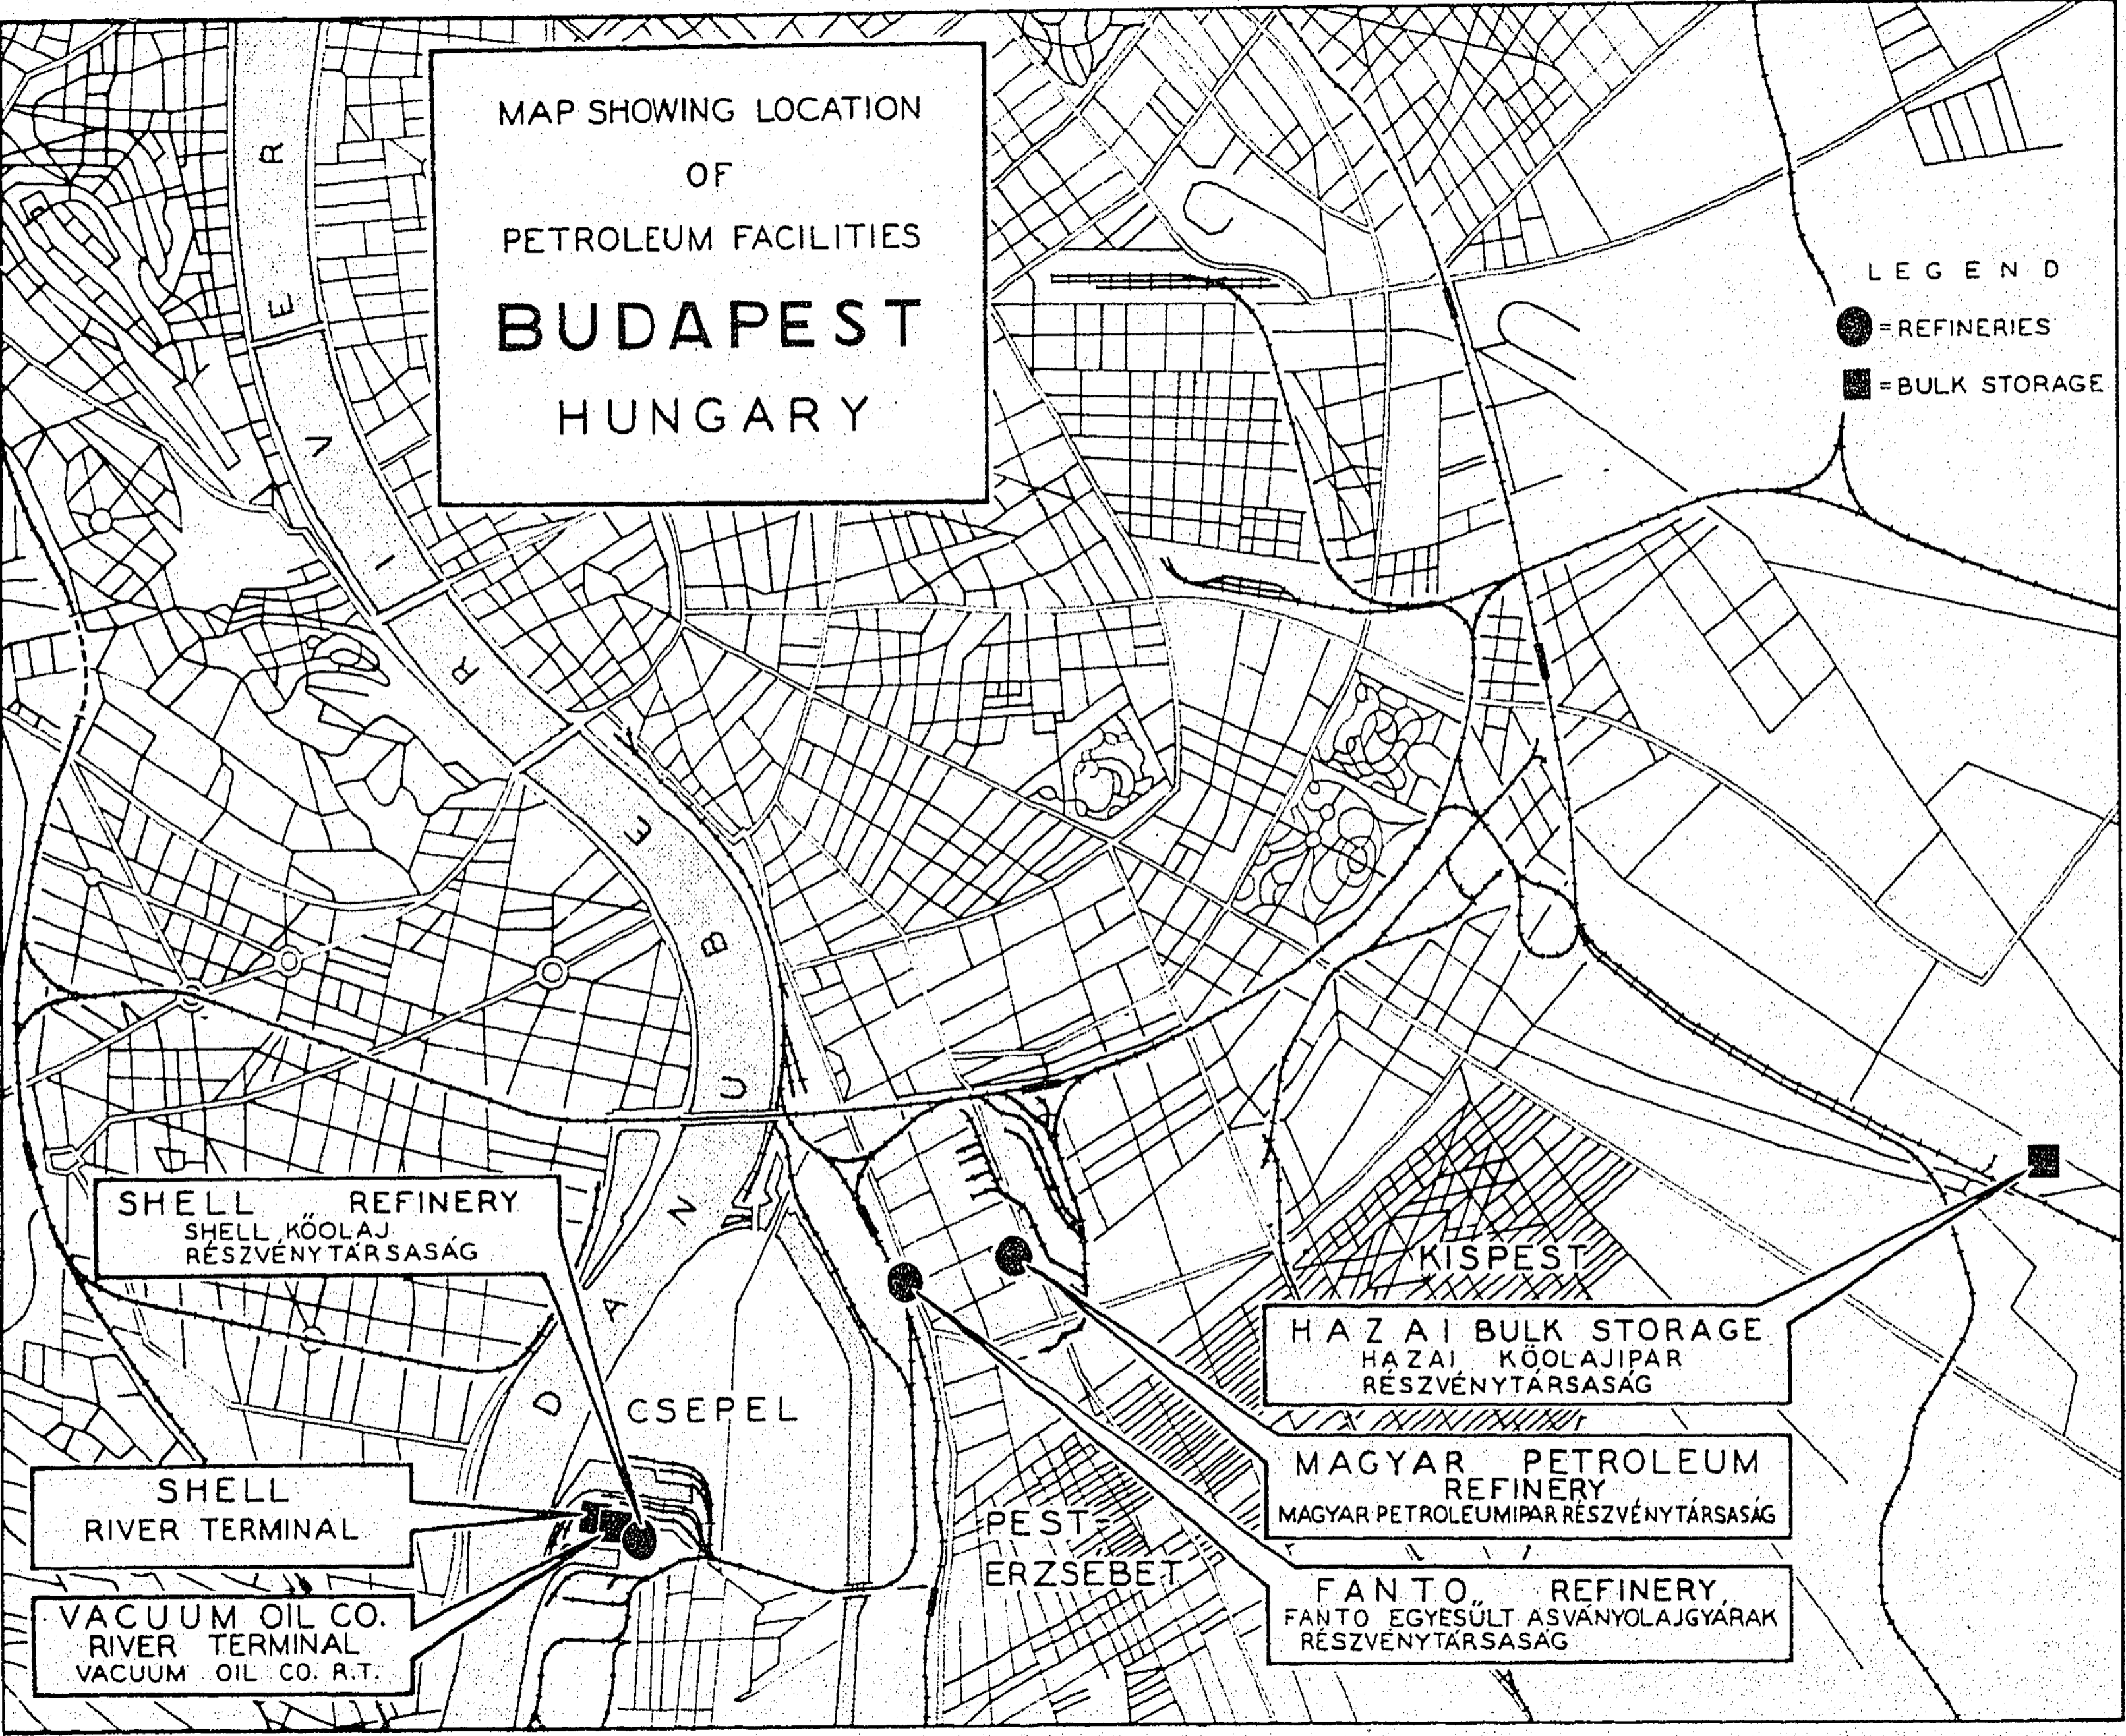 MAP SHOWING LOCATION
OF
PETROLEUM FACILITIES
BUDAPEST
HUNGARY
LEGEND
= REFINERIES
= BULK STORAGE
DANUBE RIVER
SHELL REFINERY
SHELL KŐOLAJ
RÉSZVÉNYTÁRSASÁG
KISPEST
HAZAI BULK STORAGE
HAZAI KŐOLAJIPAR
RÉSZVÉNYTÁRSASÁG
CSEPEL
MAGYAR PETROLEUM
REFINERY
MAGYAR PETROLEUMIPAR RÉSZVÉNYTÁRSASÁG
SHELL
RIVER TERMINAL
PEST-
ERZSÉBET
FANTO REFINERY
FANTO EGYESÜLT ÁSVÁNYOLAJGYÁRAK
RÉSZVÉNYTÁRSASÁG
VACUUM OIL CO.
RIVER TERMINAL
VACUUM OIL CO. R.T.